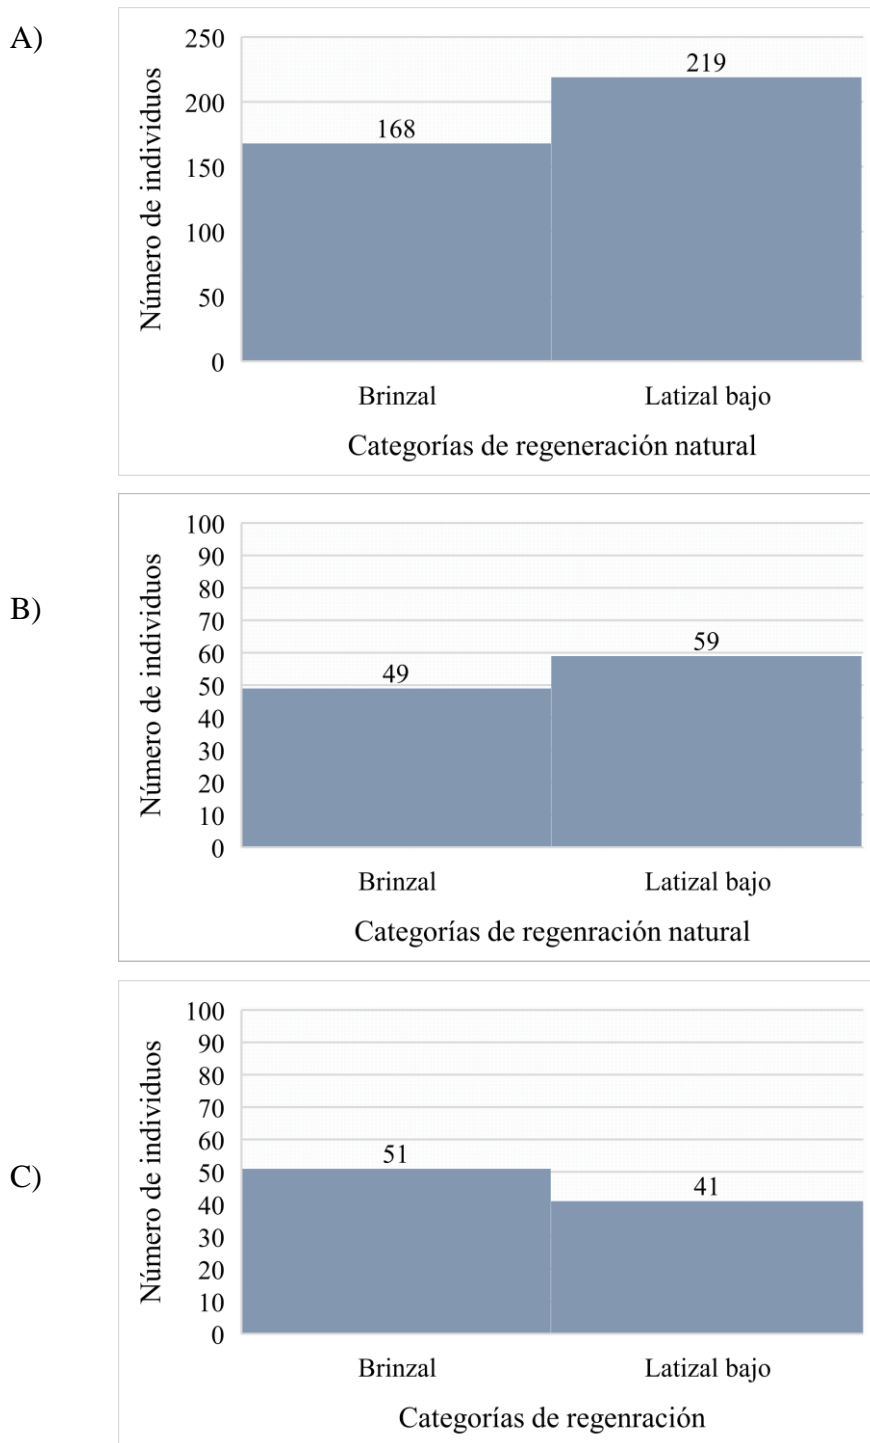 A)
Número de individuos
250
200
150
100
50
0
168
219
Brinzal
Latizal bajo
Categorías de regeneración natural
B)
Número de individuos
100
90
80
70
60
50
40
30
20
10
0
49
59
Brinzal
Latizal bajo
Categorías de regenración natural
C)
Número de individuos
100
90
80
70
60
50
40
30
20
10
0
51
41
Brinzal
Latizal bajo
Categorías de regenración